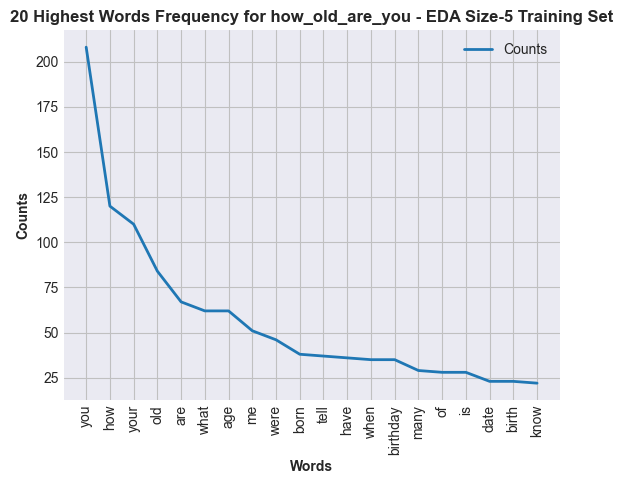 20 Highest Words Frequency for how_old_are_you - EDA Size-5 Training Set
Counts
200
175
150
125
100
75
50
25
Counts
you
how
your
old
are
what
age
me
were
born
tell
have
when
birthday
many
of
is
date
birth
know
Words